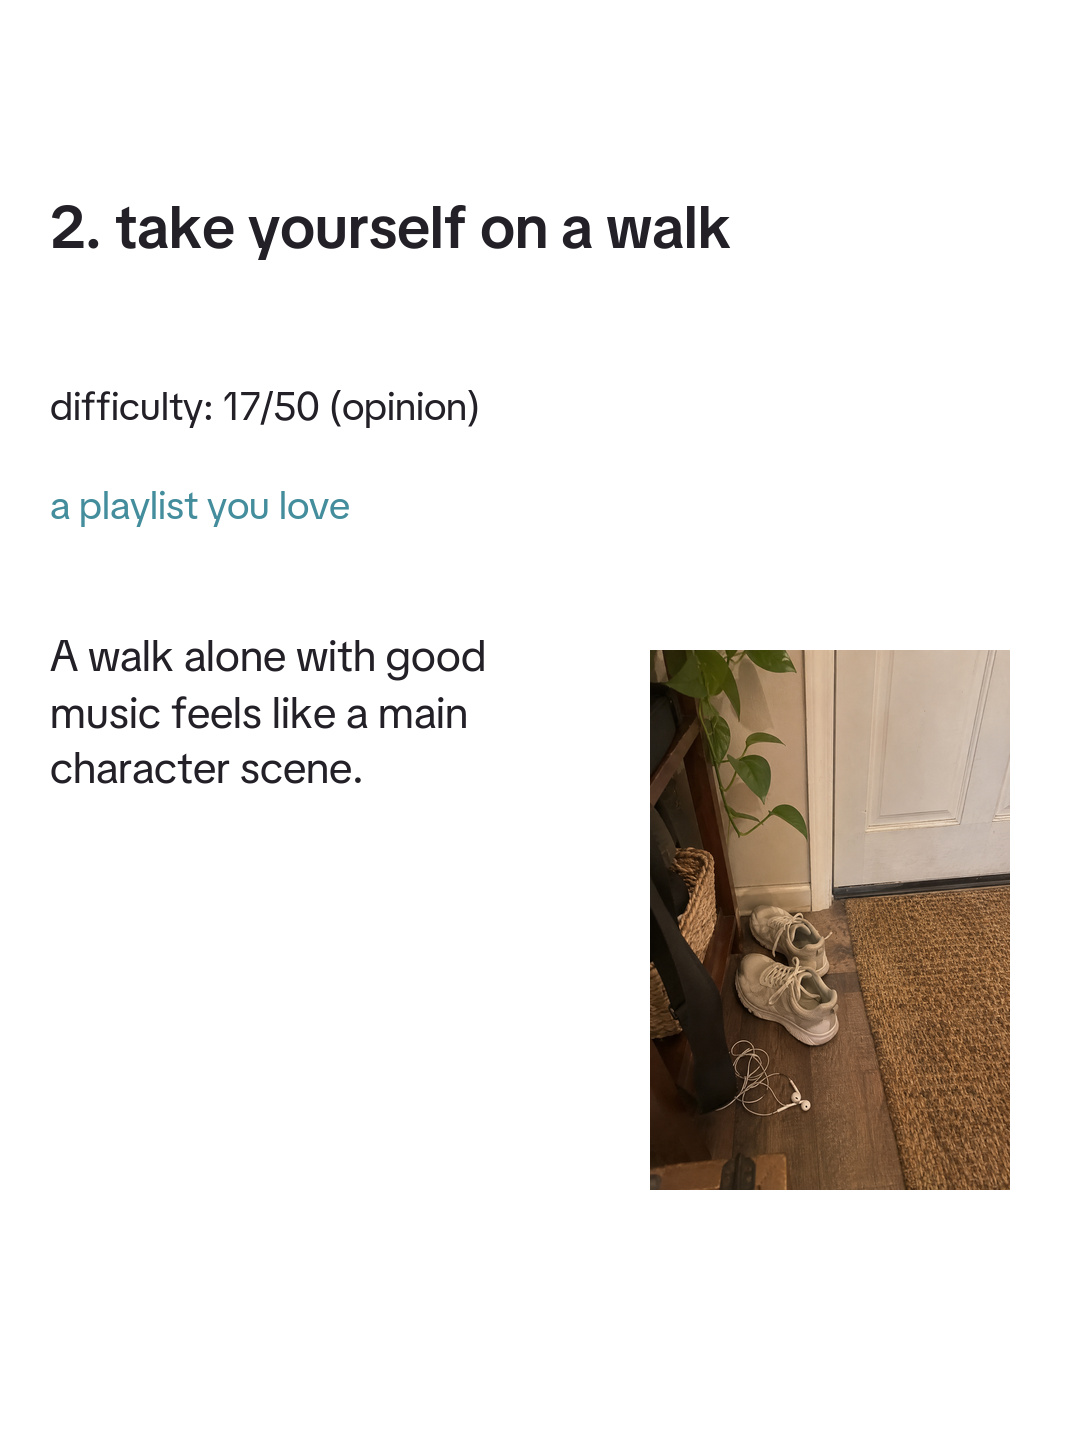 2. take yourself on a walk
difficulty: 17/50 (opinion)
a playlist you love
A walk alone with good
music feels like a main
character scene.